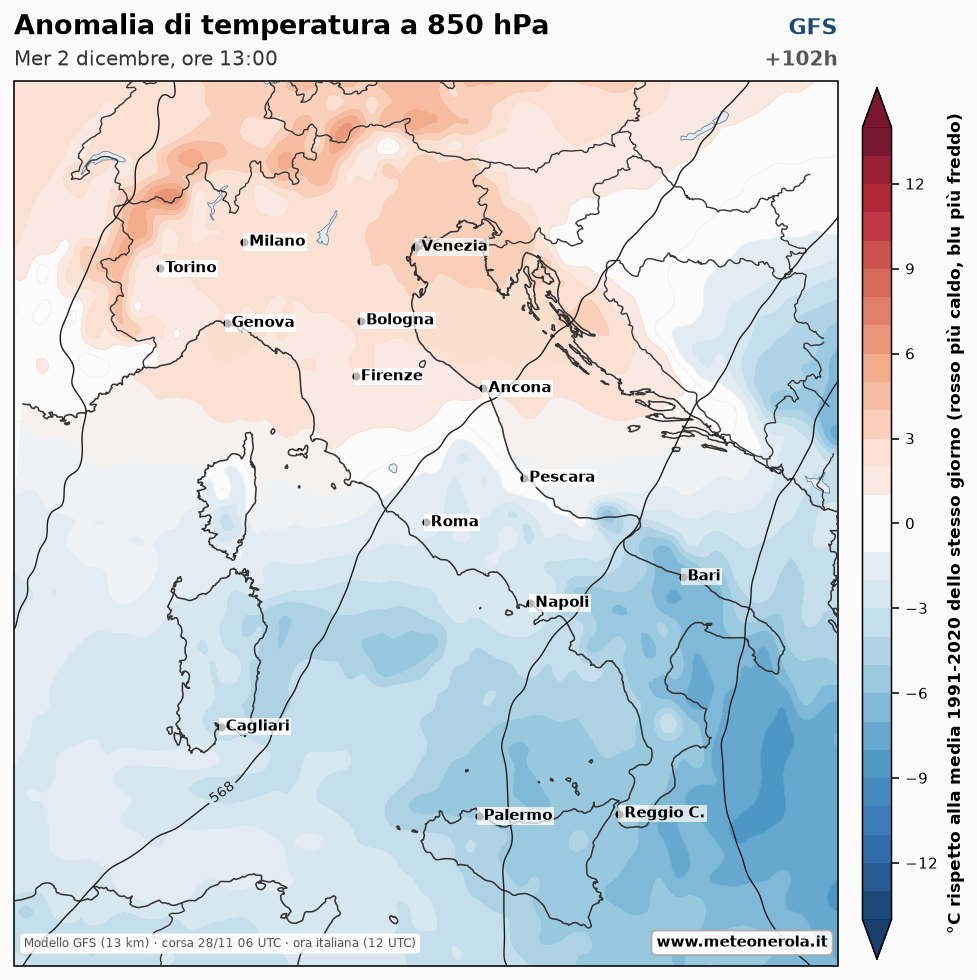 Anomalia di temperatura a 850 hPa
GFS
Mer 2 dicembre, ore 13:00
+102h
Milano
Venezia
Torino
Genova
Bologna
Firenze
Ancona
Pescara
Roma
Bari
Napoli
Cagliari
568
Palermo
Reggio C.
12
9
6
3
0
−3
−6
−9
−12
°C rispetto alla media 1991-2020 dello stesso giorno (rosso più caldo, blu più freddo)
Modello GFS (13 km) · corsa 28/11 06 UTC · ora italiana (12 UTC)
www.meteonerola.it